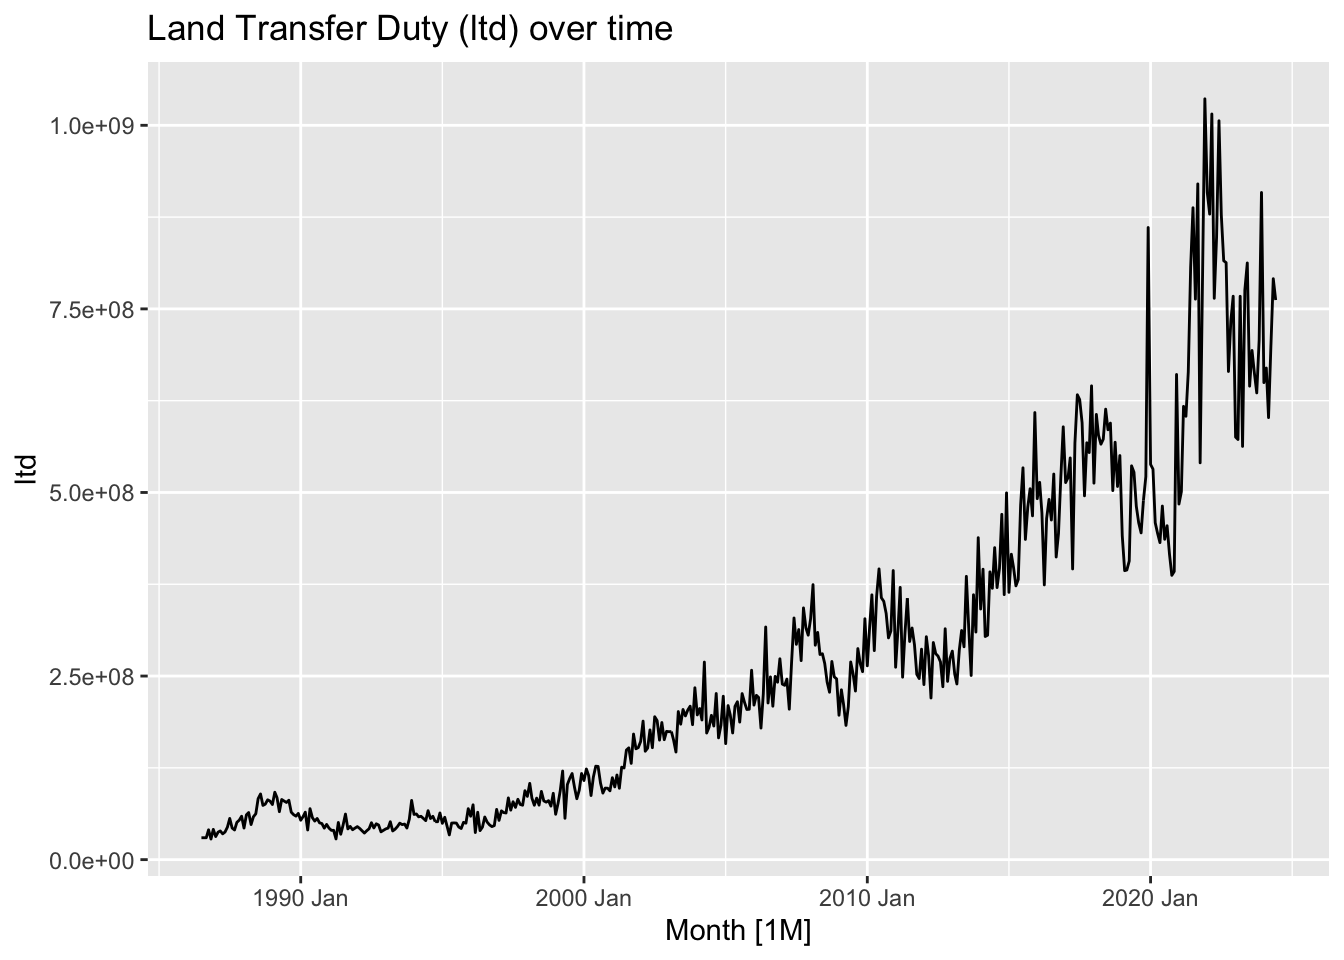 Land Transfer Duty (ltd) over time
1.0e+09
7.5e+08
5.0e+08
2.5e+08
0.0e+00
ltd
1990 Jan
2000 Jan
2010 Jan
2020 Jan
Month [1M]